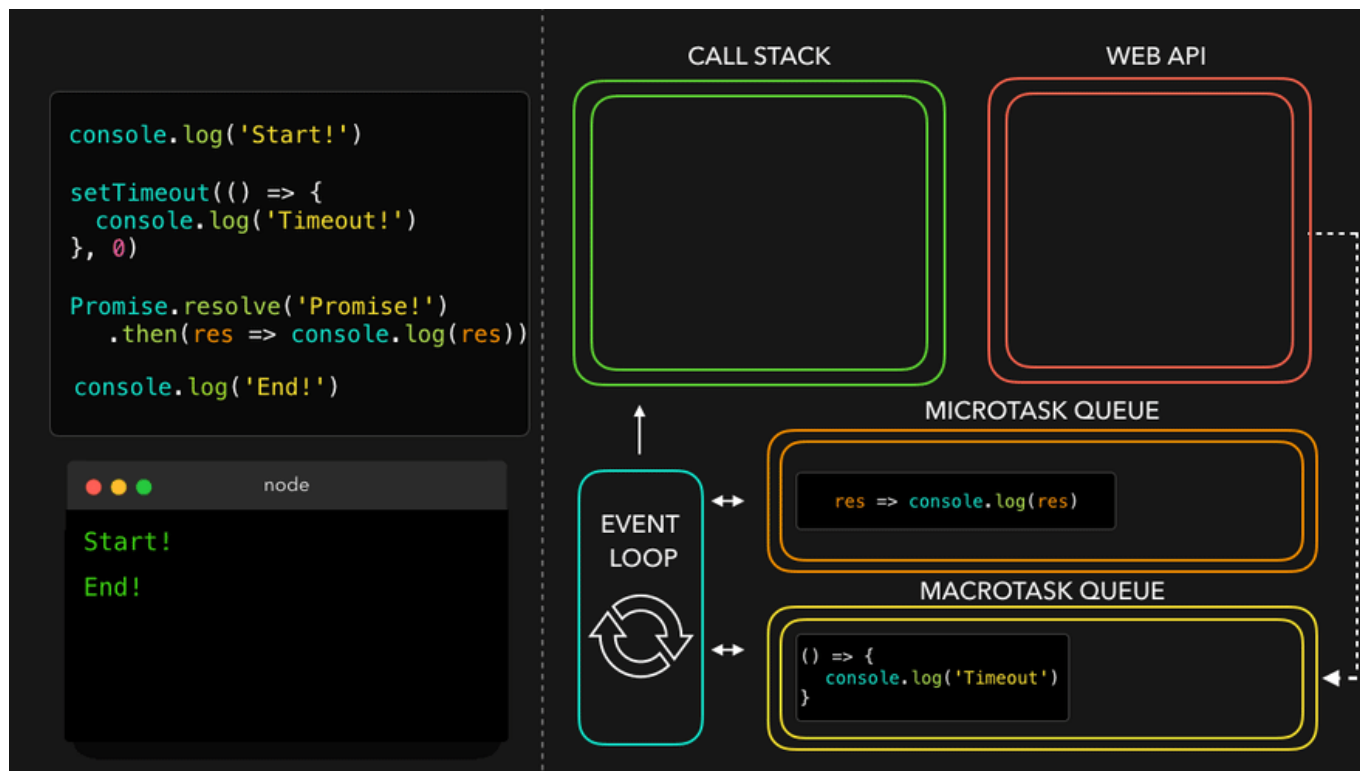 console.log('Start!')
setTimeout(() => {
  console.log('Timeout!')
}, 0)
Promise.resolve('Promise!')
   .then(res => console.log(res))
console.log('End!')
node
Start!
End!
CALL STACK
WEB API
EVENT
LOOP
MICROTASK QUEUE
res => console.log(res)
MACROTASK QUEUE
() => {
  console.log('Timeout')
}